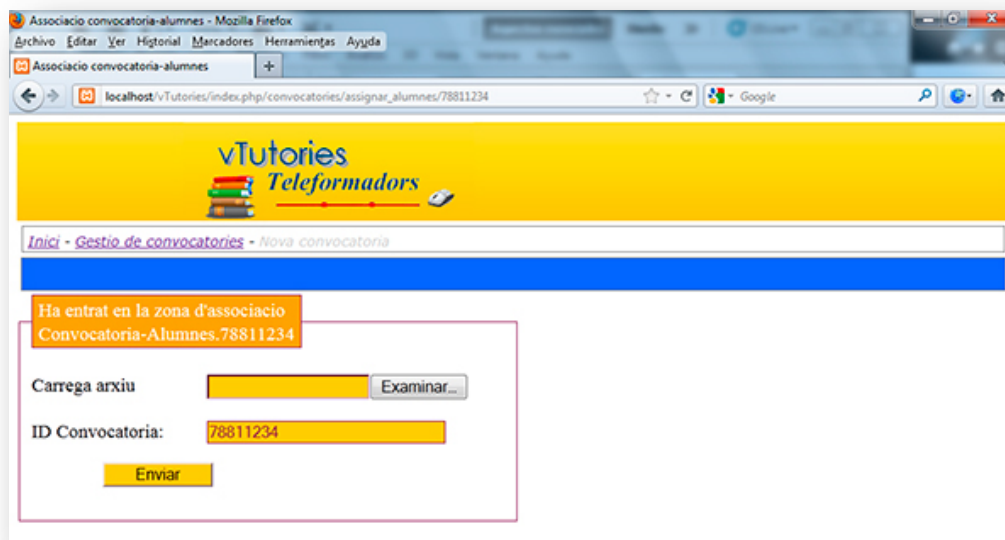 Associacio convocatoria-alumnes - Mozilla Firefox
Archivo Editar Ver Historial Marcadores Herramientas Ayuda
Associacio convocatoria-alumnes +
localhost/vTutories/index.php/convocatories/assignar_alumnes/78811234
Google
vTutories
Teleformadors
Inici - Gestio de convocatories - Nova convocatoria
Ha entrat en la zona d'associacio
Convocatoria-Alumnes.78811234
Carrega arxiu Examinar...
ID Convocatoria: 78811234
Enviar